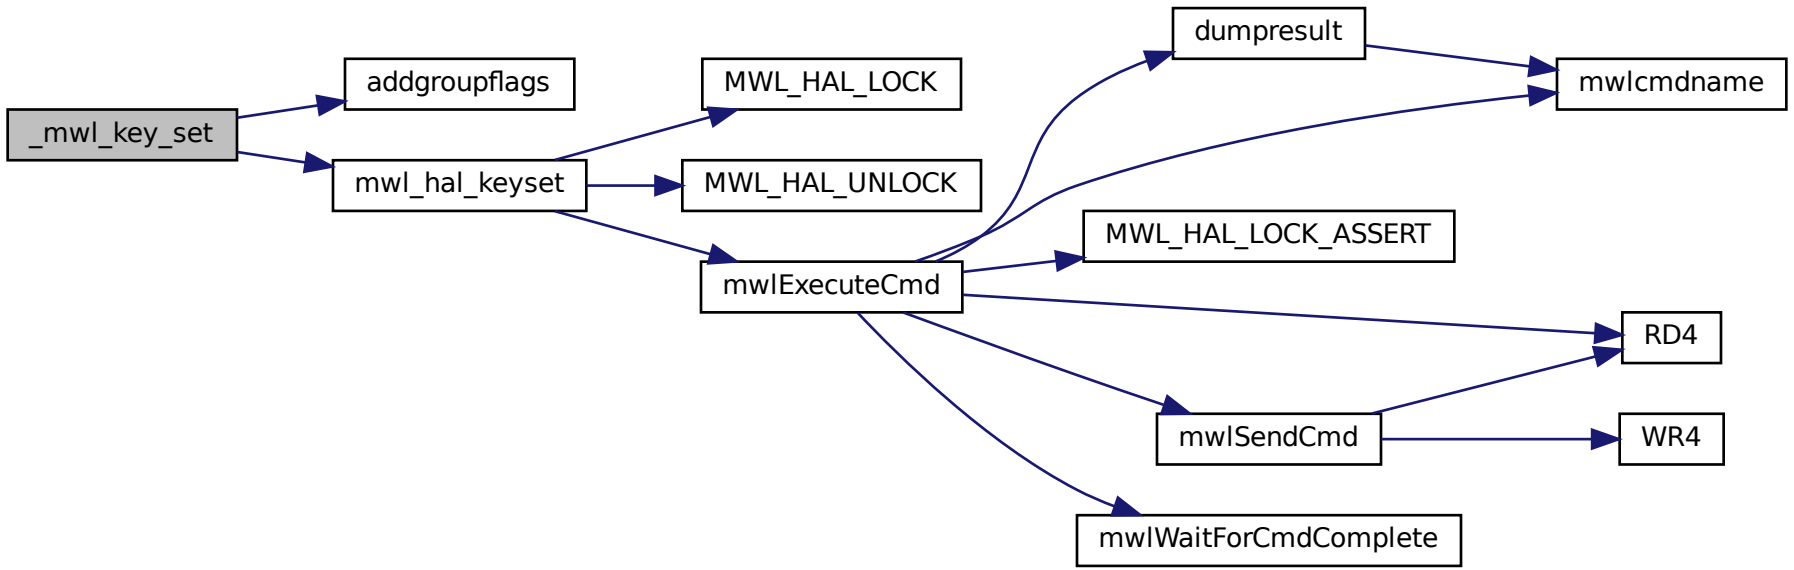 _mwl_key_set
addgroupflags
mwl_hal_keyset
MWL_HAL_LOCK
MWL_HAL_UNLOCK
mwlExecuteCmd
dumpresult
mwlcmdname
MWL_HAL_LOCK_ASSERT
RD4
mwlSendCmd
WR4
mwlWaitForCmdComplete